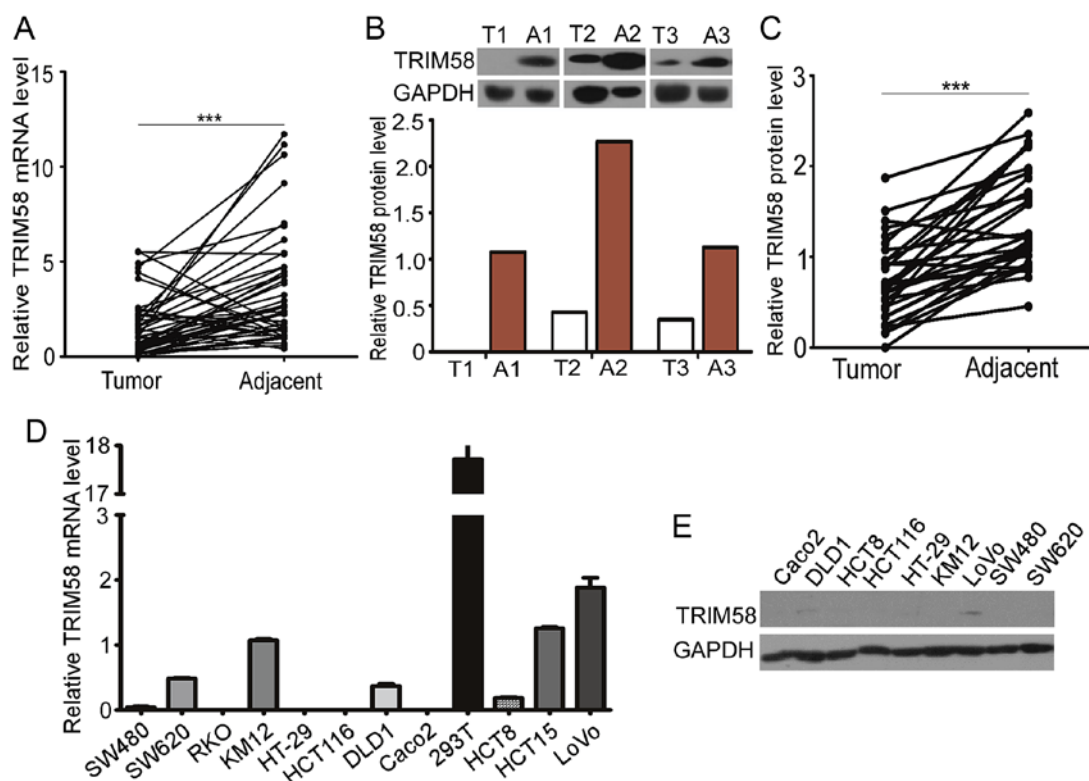 A
Relative TRIM58 mRNA level
15
10
5
0
***
Tumor Adjacent
B
T1 A1 T2 A2 T3 A3
TRIM58
GAPDH
Relative TRIM58 protein level
2.5
2.0
1.5
1.0
0.5
0
T1 A1 T2 A2 T3 A3
C
Relative TRIM58 protein level
3
2
1
0
***
Tumor Adjacent
D
Relative TRIM58 mRNA level
18
17
3
2
1
0
SW480 SW620 RKO KM12 HT-29 HCT116 DLD1 Caco2 293T HCT8 HCT15 LoVo
E
Caco2 DLD1 HCT8 HCT116 HT-29 KM12 LoVo SW480 SW620
TRIM58
GAPDH